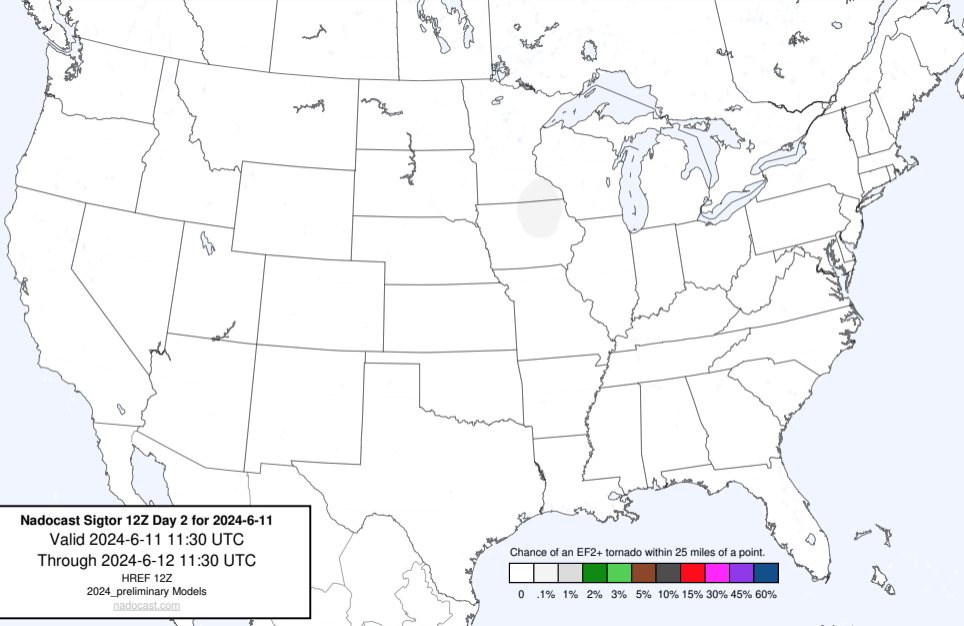 Nadocast Sigtor 12Z Day 2 for 2024-6-11
Valid 2024-6-11 11:30 UTC
Through 2024-6-12 11:30 UTC
HREF 12Z
2024_preliminary Models
nadocast.com
Chance of an EF2+ tornado within 25 miles of a point.
0 .1% 1% 2% 3% 5% 10% 15% 30% 45% 60%